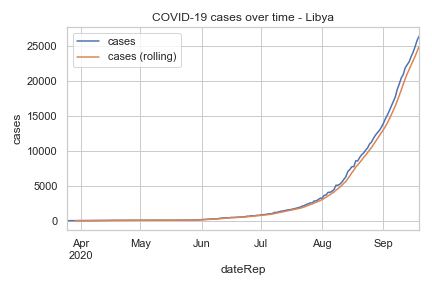 COVID-19 cases over time - Libya
cases
cases (rolling)
25000
20000
15000
10000
5000
0
cases
Apr May Jun Jul Aug Sep
2020
dateRep